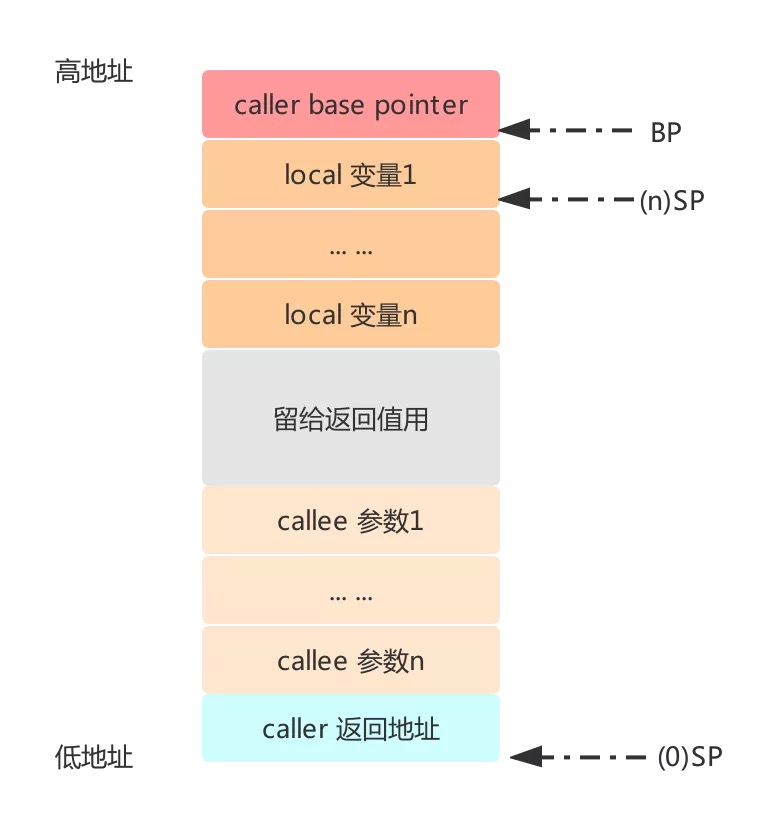 高地址
caller base pointer
BP
local 变量1
(n)SP
... ...
local 变量n
留给返回值用
callee 参数1
... ...
callee 参数n
caller 返回地址
低地址
(0)SP